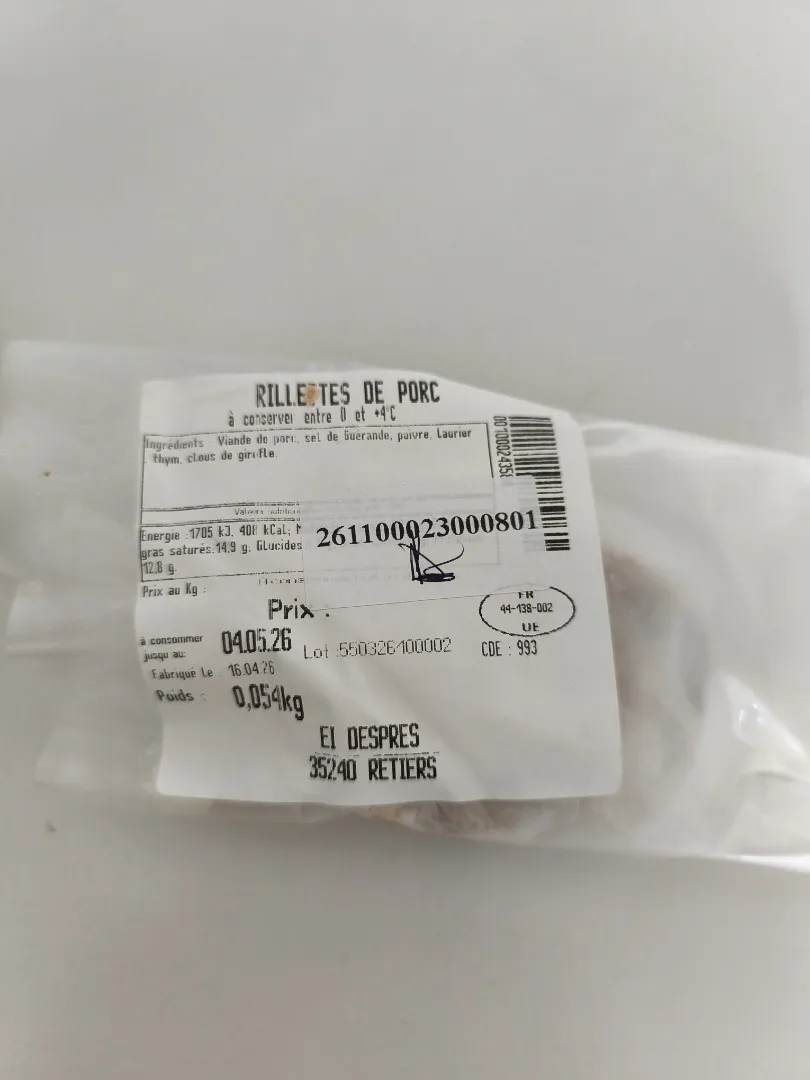 RILLETTES DE PORC
à conserver entre 0 et +4°C
Ingrédients Viande de porc, sel de Guérande, poivre, Laurier
thym, clous de girofle.
00100002435
Valeurs
Energie :1705 kJ, 408 kCal;
gras saturés:14,9 g; Glucides
12,8 g.
261100023000801
Prix au Kg :
Prix :
FR
44-138-002
UE
à consommer
jusqu au:
04.05.26
Lot :550326400002
CDE : 993
Fabriqué Le 16.04.26
Poids : 0,054kg
EI DESPRES
35240 RETIERS